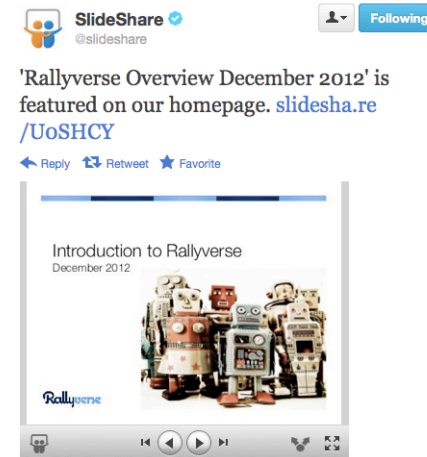 SlideShare
@slideshare
Following
'Rallyverse Overview December 2012' is
featured on our homepage. slidesha.re
/UoSHCY
Reply Retweet Favorite
Introduction to Rallyverse
December 2012
Rallyverse